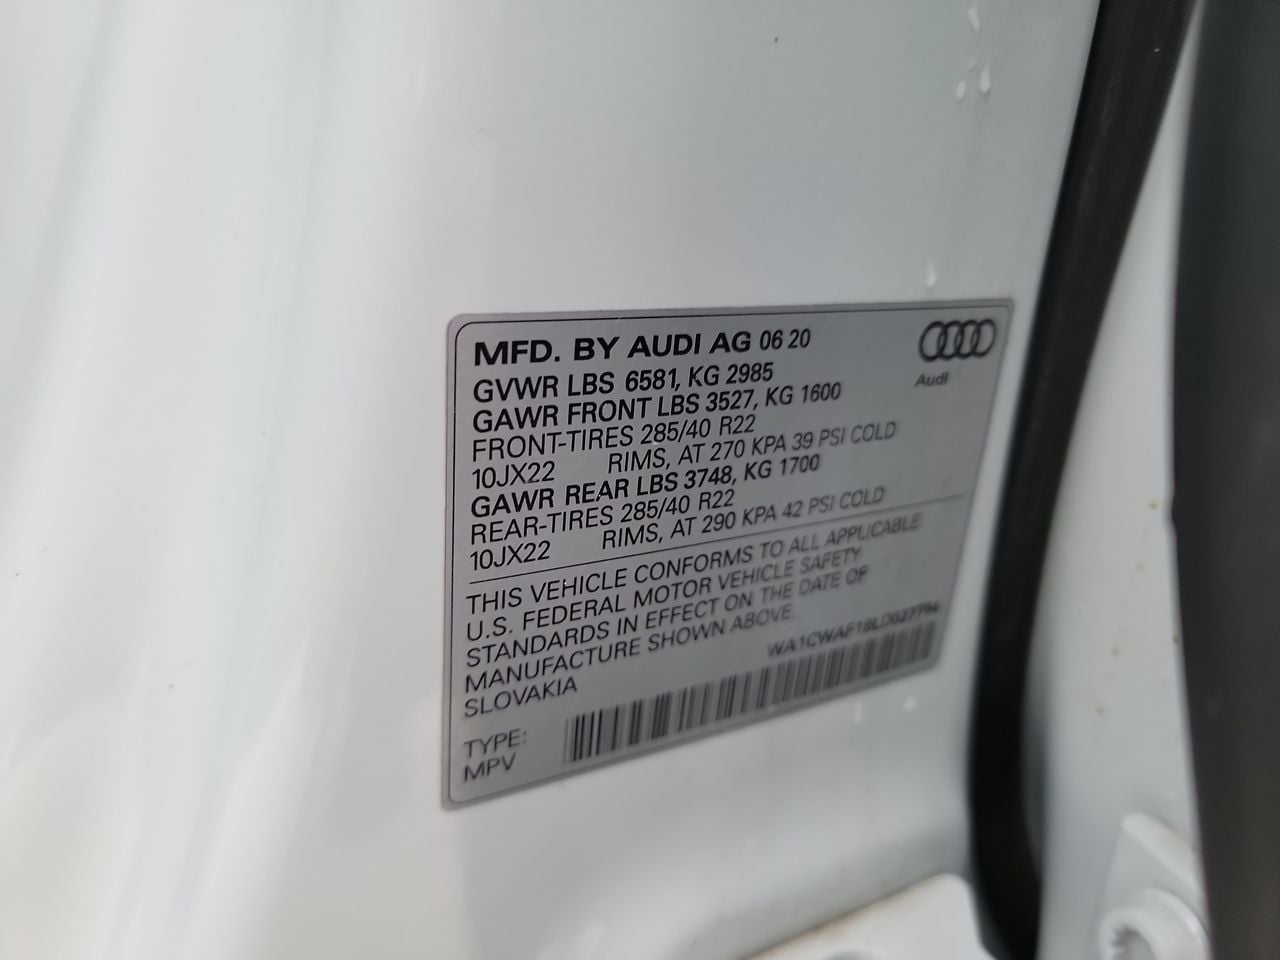 MFD. BY AUDI AG 06 20
Audi
GVWR LBS 6581, KG 2985
GAWR FRONT LBS 3527, KG 1600
FRONT-TIRES 285/40 R22
10JX22 RIMS, AT 270 KPA 39 PSI COLD
GAWR REAR LBS 3748, KG 1700
REAR-TIRES 285/40 R22
10JX22 RIMS, AT 290 KPA 42 PSI COLD
THIS VEHICLE CONFORMS TO ALL APPLICABLE
U.S. FEDERAL MOTOR VEHICLE SAFETY
STANDARDS IN EFFECT ON THE DATE OF
MANUFACTURE SHOWN ABOVE.
SLOVAKIA
WA1CWAF18LD027794
TYPE:
MPV